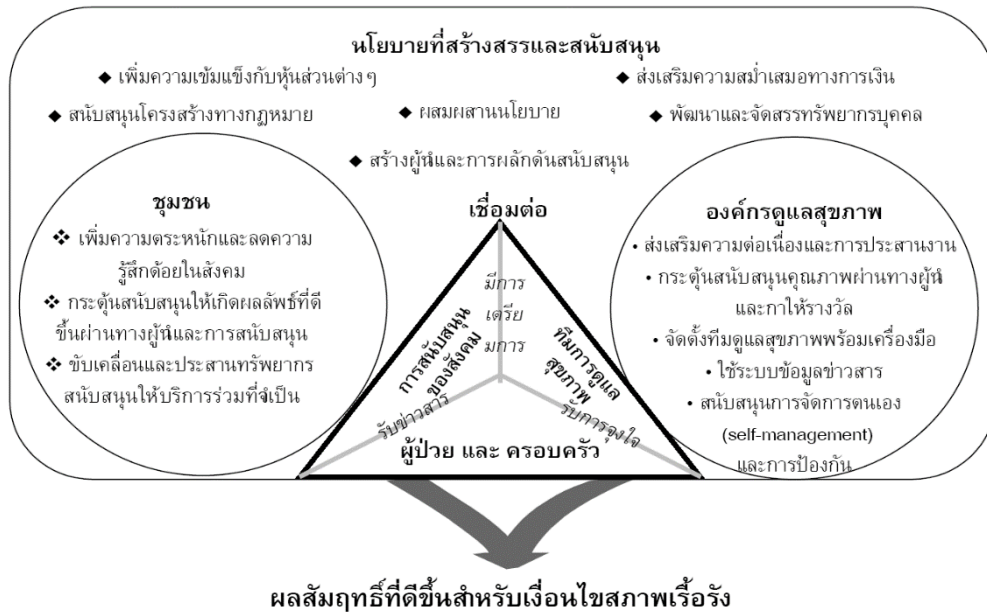 นโยบายที่สร้างสรรและสนับสนุน
◆ เพิ่มความเข้มแข็งกับหุ้นส่วนต่าง ๆ
◆ ส่งเสริมความสม่ำเสมอทางการเงิน
◆ สนับสนุนโครงสร้างทางกฎหมาย
◆ ผสมผสานนโยบาย
◆ พัฒนาและจัดสรรทรัพยากรบุคคล
◆ สร้างผู้นำและการผลักดันสนับสนุน
ชุมชน
❖ เพิ่มความตระหนักและลดความ
รู้สึกด้อยในสังคม
❖ กระตุ้นสนับสนุนให้เกิดผลลัพธ์ที่ดี
ขึ้นผ่านทางผู้นำและการสนับสนุน
❖ ขับเคลื่อนและประสานทรัพยากร
สนับสนุนให้บริการร่วมที่จำเป็น
เชื่อมต่อ
มีการ
เตรีย
มการ
การสนับสนุน
ของสังคม
ทีมการดูแล
สุขภาพ
รับข่าวสาร
รับการจูงใจ
ผู้ป่วย และ ครอบครัว
องค์กรดูแลสุขภาพ
• ส่งเสริมความต่อเนื่องและการประสานงาน
• กระตุ้นสนับสนุนคุณภาพผ่านทางผู้นำ
และกาให้รางวัล
• จัดตั้งทีมดูแลสุขภาพพร้อมเครื่องมือ
• ใช้ระบบข้อมูลข่าวสาร
• สนับสนุนการจัดการตนเอง
(self-management)
และการป้องกัน
ผลสัมฤทธิ์ที่ดีขึ้นสำหรับเงื่อนไขสภาพเรื้อรัง